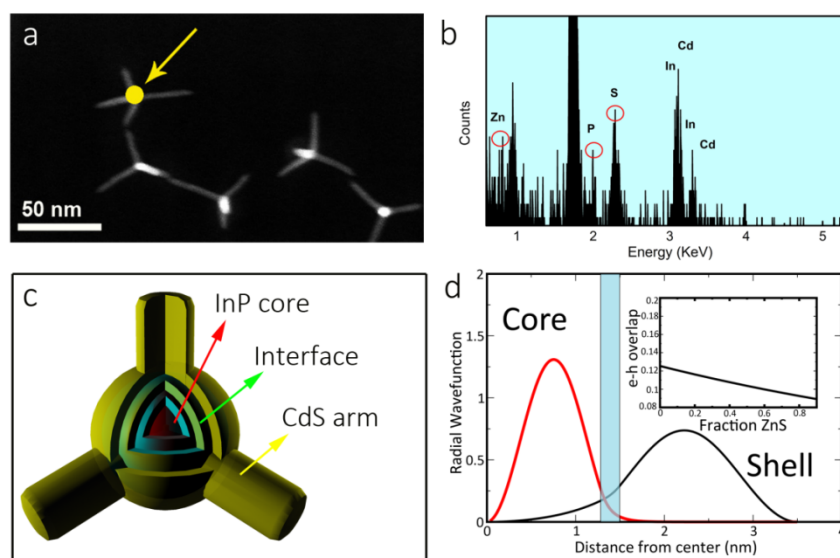 a
50 nm
b
Zn
P
S
In
Cd
In
Cd
Counts
1
2
3
4
5
Energy (KeV)
c
InP core
Interface
CdS arm
d
2
1.5
1
0.5
0
Radial Wavefunction
Core
Shell
0.2
0.16
0.14
0.12
0.1
0.08
e-h overlap
0
0.2
0.4
0.6
0.8
Fraction ZnS
0
1
2
3
Distance from center (nm)